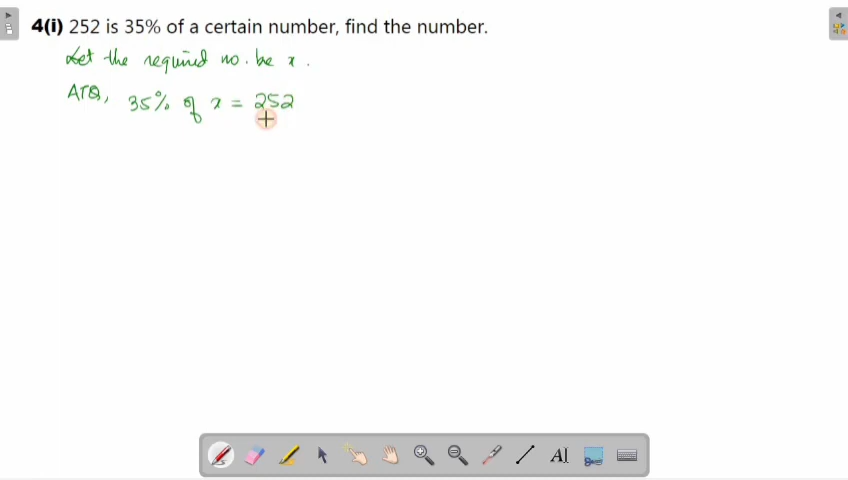 4(i) 252 is 35% of a certain number, find the number.
Let the required no. be x.
ATQ, 35% of x = 252
AI